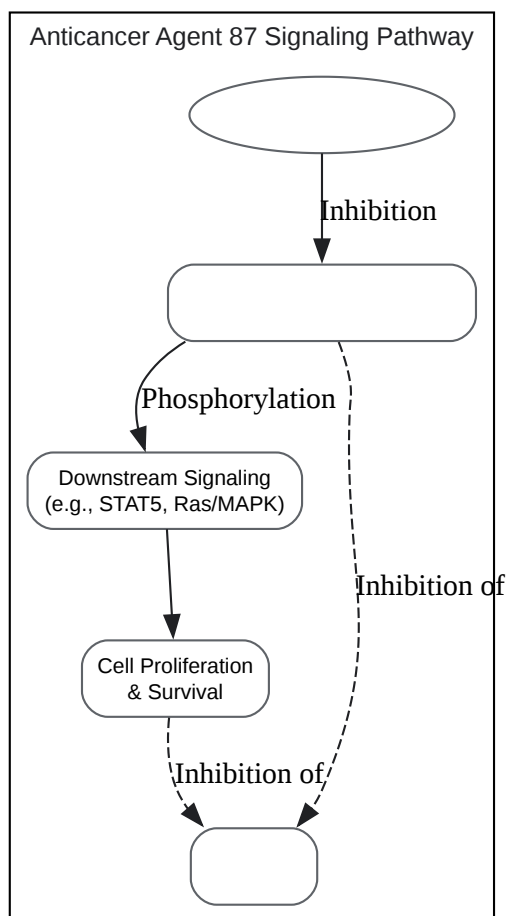 Anticancer Agent 87 Signaling Pathway
Inhibition
Phosphorylation
Downstream Signaling
(e.g., STAT5, Ras/MAPK)
Inhibition of
Cell Proliferation
& Survival
Inhibition of